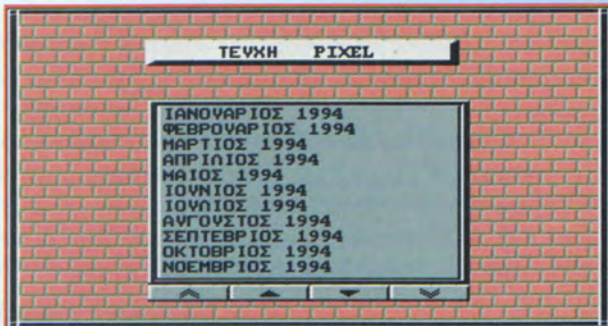 ΤΕΥΧΗ PIXEL
ΙΑΝΟΥΑΡΙΟΣ 1994
ΦΕΒΡΟΥΑΡΙΟΣ 1994
ΜΑΡΤΙΟΣ 1994
ΑΠΡΙΛΙΟΣ 1994
ΜΑΙΟΣ 1994
ΙΟΥΝΙΟΣ 1994
ΙΟΥΛΙΟΣ 1994
ΑΥΓΟΥΣΤΟΣ 1994
ΣΕΠΤΕΒΡΙΟΣ 1994
ΟΚΤΟΒΡΙΟΣ 1994
ΝΟΕΜΒΡΙΟΣ 1994